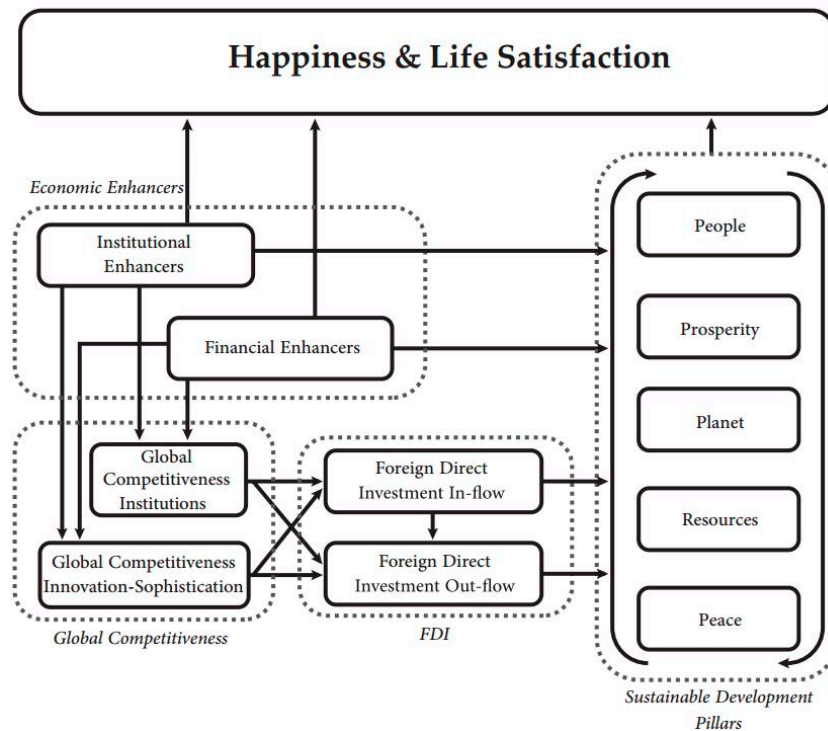 Happiness & Life Satisfaction
Economic Enhancers
Institutional
Enhancers
Financial Enhancers
Global
Competitiveness
Institutions
Global Competitiveness
Innovation-Sophistication
Global Competitiveness
Foreign Direct
Investment In-flow
Foreign Direct
Investment Out-flow
FDI
People
Prosperity
Planet
Resources
Peace
Sustainable Development
Pillars